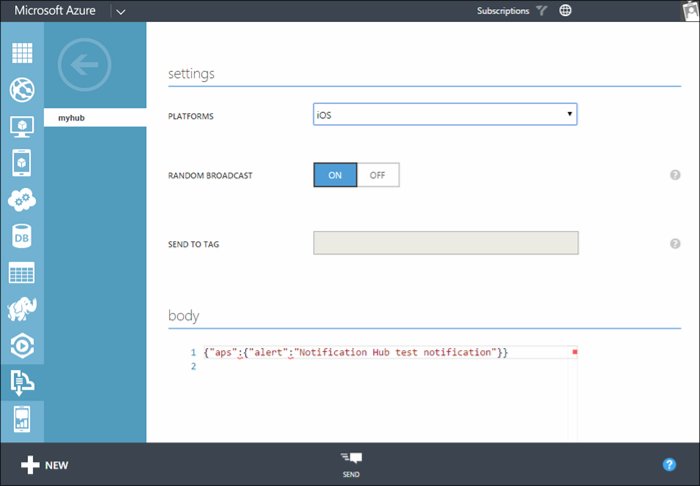 Microsoft Azure
Subscriptions
myhub
settings
PLATFORMS
iOS
RANDOM BROADCAST
ON
OFF
?
SEND TO TAG
?
body
1 {"aps":{"alert":"Notification Hub test notification"}}
2
DB
NEW
SEND
?